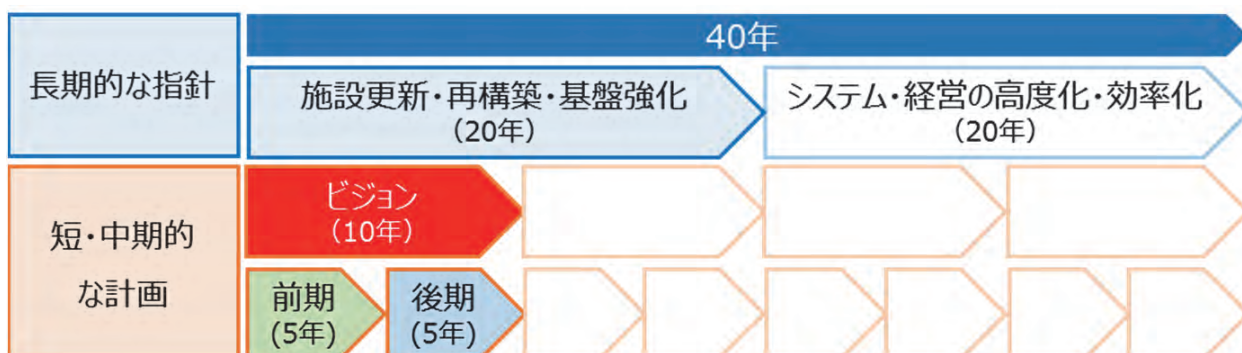 長期的な指針
40年
施設更新・再構築・基盤強化
(20年)
システム・経営の高度化・効率化
(20年)
短・中期的
な計画
ビジョン
(10年)
前期
(5年)
後期
(5年)